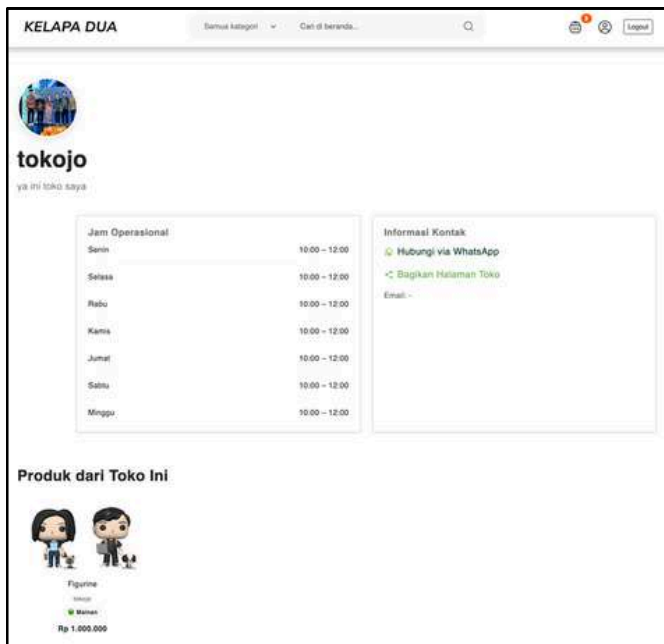 KELAPA DUA
Semua kategori
Cari di beranda...
Logout
tokojo
ya ini toko saya
Jam Operasional
Senin 10:00 – 12:00
Selasa 10:00 – 12:00
Rabu 10:00 – 12:00
Kamis 10:00 – 12:00
Jumat 10:00 – 12:00
Sabtu 10:00 – 12:00
Minggu 10:00 – 12:00
Informasi Kontak
Hubungi via WhatsApp
Bagikan Halaman Toko
Email: -
Produk dari Toko Ini
Figurine
tokojo
Mainan
Rp 1.005.000